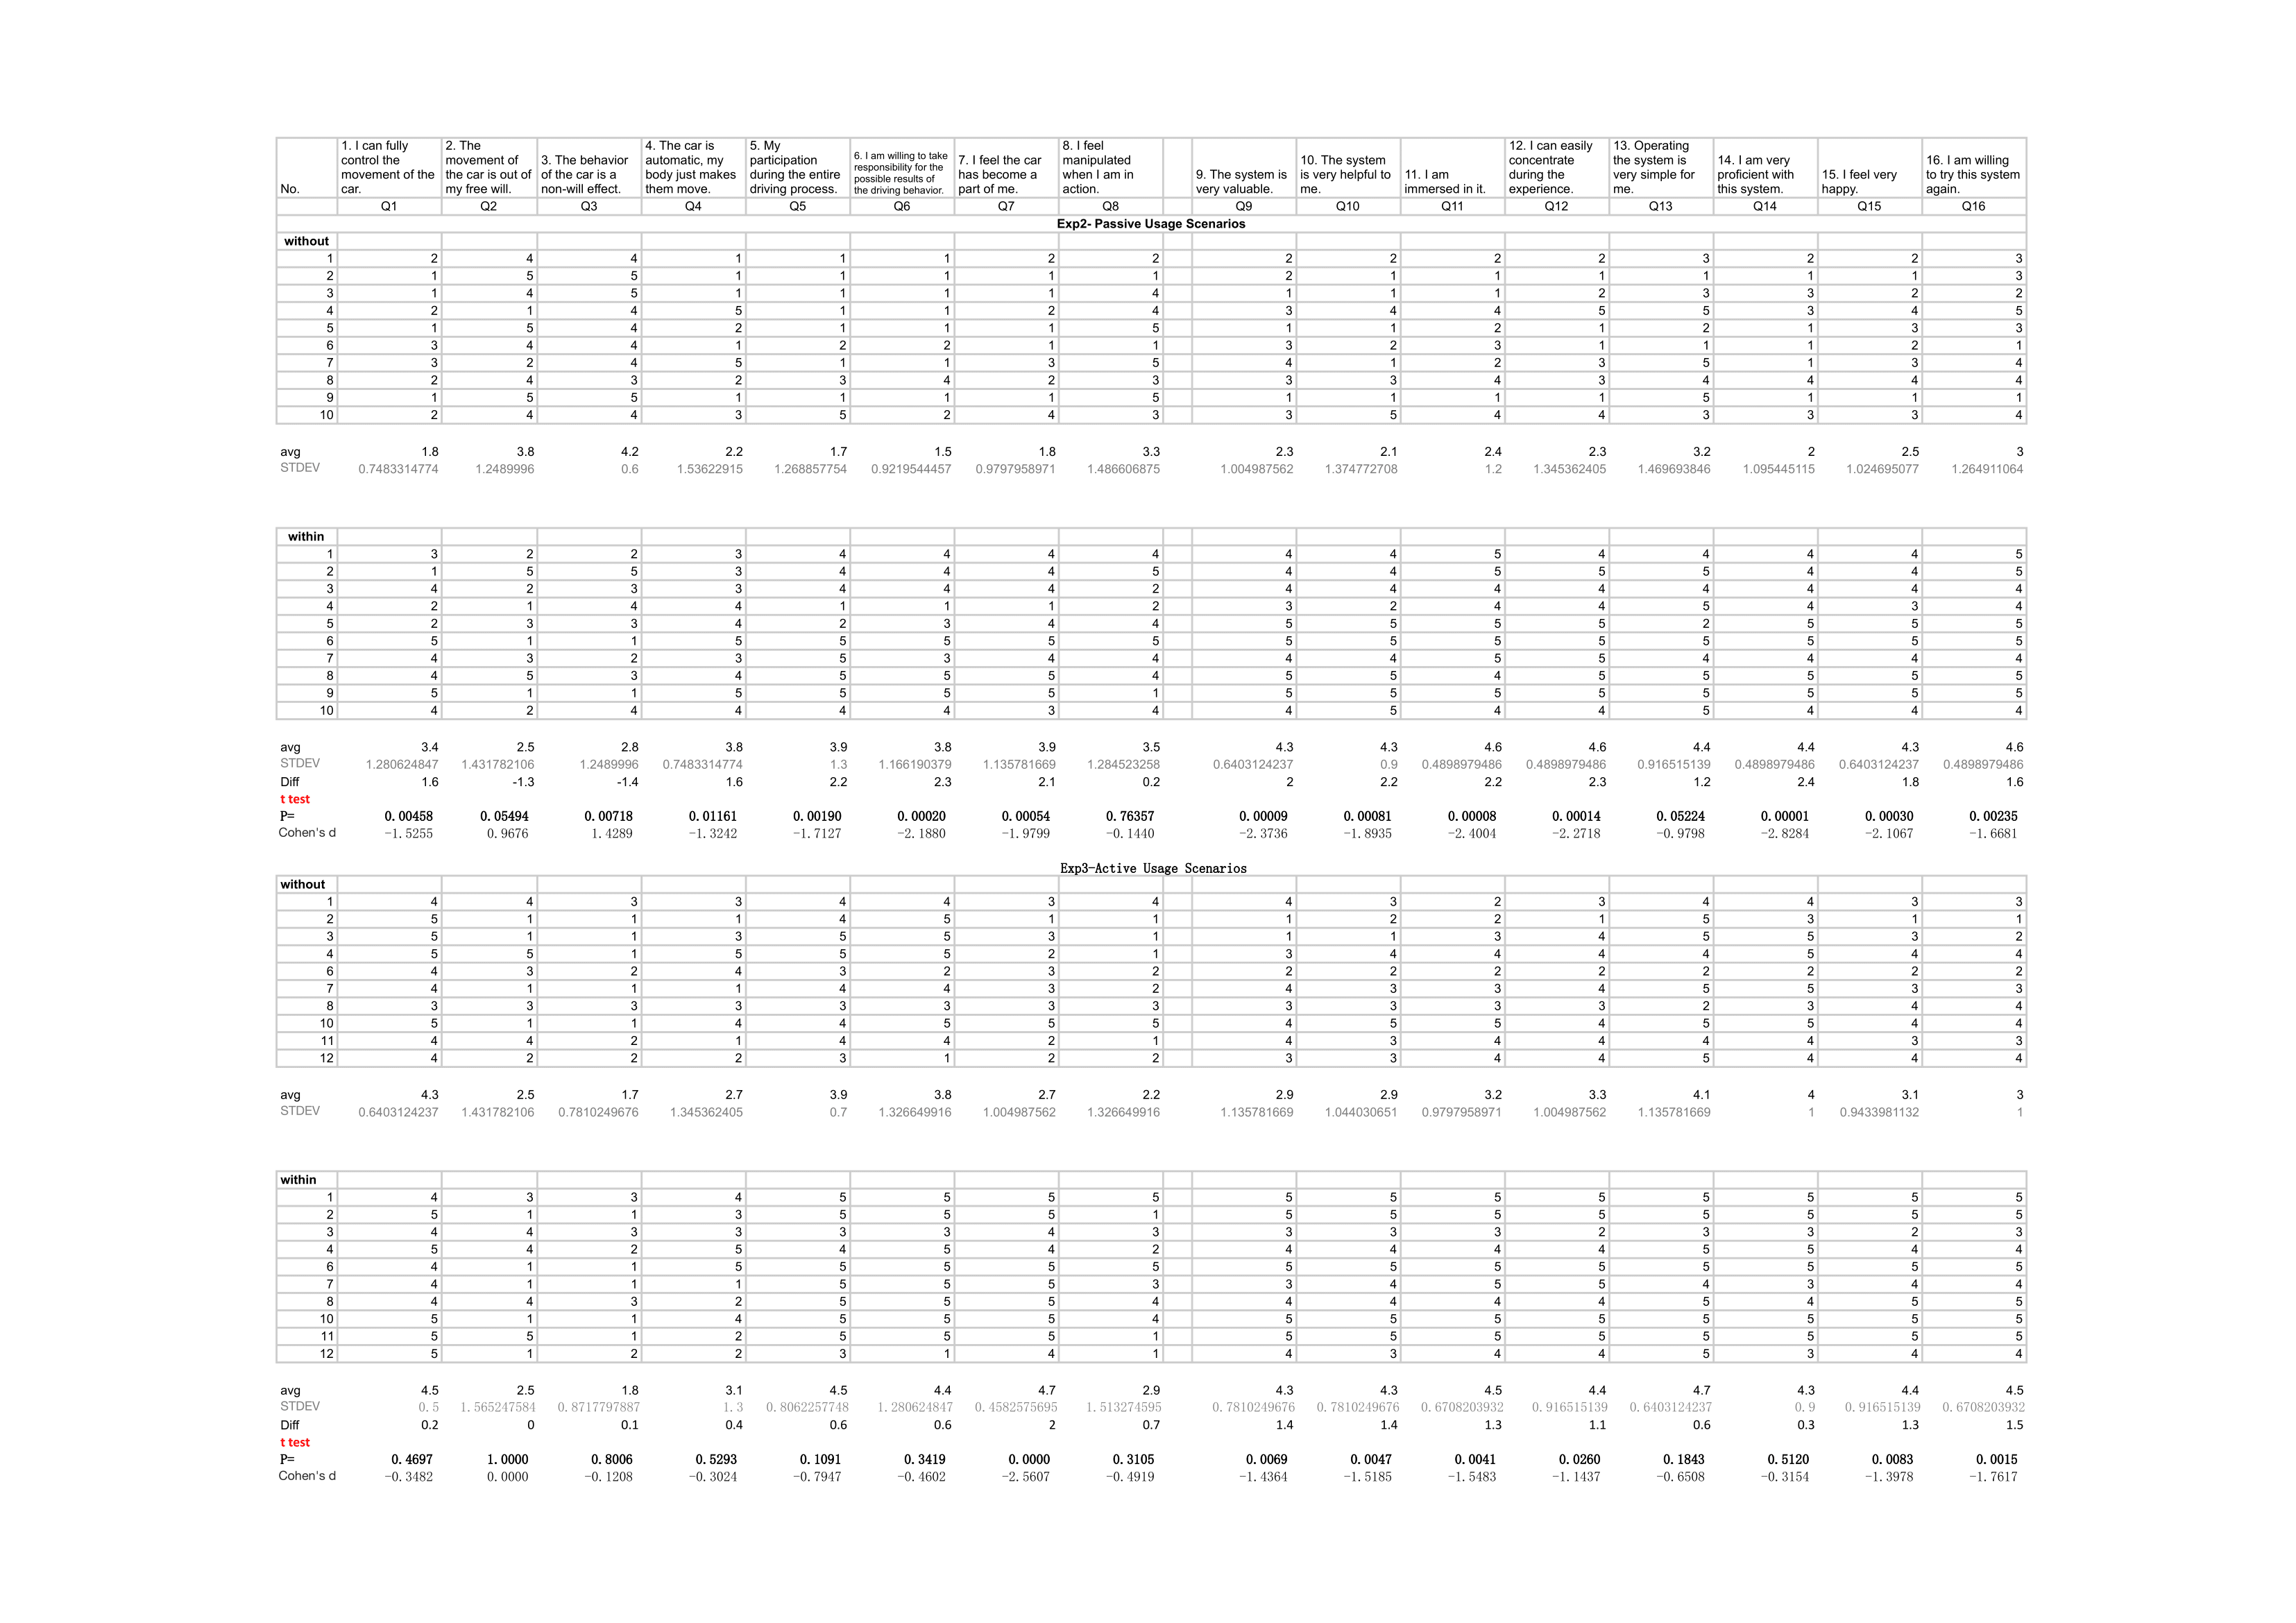 No. 1. I can fully control the movement of the car. 2. The movement of the car is out of my free will. 3. The behavior of the car is a non-will effect. 4. The car is automatic, my body just makes them move. 5. My participation during the entire driving process. 6. I am willing to take responsibility for the possible results of the driving behavior. 7. I feel the car has become a part of me. 8. I feel manipulated when I am in action. 9. The system is very valuable. 10. The system is very helpful to me. 11. I am immersed in it. 12. I can easily concentrate during the experience. 13. Operating the system is very simple for me. 14. I am very proficient with this system. 15. I feel very happy. 16. I am willing to try this system again.
Q1 Q2 Q3 Q4 Q5 Q6 Q7 Q8 Q9 Q10 Q11 Q12 Q13 Q14 Q15 Q16
Exp2- Passive Usage Scenarios
without
1 2 4 4 1 1 1 2 2 2 2 2 2 3 2 2 3
2 1 5 5 1 1 1 1 1 2 1 1 1 1 1 1 3
3 1 4 5 1 1 1 1 4 1 1 1 2 3 3 2 2
4 2 1 4 5 1 1 2 4 3 4 4 5 5 3 4 5
5 1 5 4 2 1 1 1 5 1 1 2 1 2 1 3 3
6 3 4 4 1 2 2 1 1 3 2 3 1 1 1 2 1
7 3 2 4 5 1 1 3 5 4 1 2 3 5 1 3 4
8 2 4 3 2 3 4 2 3 3 3 4 3 4 4 4 4
9 1 5 5 1 1 1 1 5 1 1 1 1 5 1 1 1
10 2 4 4 3 5 2 4 3 3 5 4 4 3 3 3 4
avg 1.8 3.8 4.2 2.2 1.7 1.5 1.8 3.3 2.3 2.1 2.4 2.3 3.2 2 2.5 3
STDEV 0.7483314774 1.2489996 0.6 1.53622915 1.268857754 0.9219544457 0.9797958971 1.486606875 1.004987562 1.374772708 1.2 1.345362405 1.469693846 1.095445115 1.024695077 1.264911064
within
1 3 2 2 3 4 4 4 4 4 4 5 4 4 4 4 5
2 1 5 5 3 4 4 4 5 4 4 5 5 5 4 4 5
3 4 2 3 3 4 4 4 2 4 4 4 4 4 4 4 4
4 2 1 4 4 1 1 1 2 3 2 4 4 5 4 3 4
5 2 3 3 4 2 3 4 4 5 5 5 5 2 5 5 5
6 5 1 1 5 5 5 5 5 5 5 5 5 5 5 5 5
7 4 3 2 3 5 3 4 4 4 4 5 5 4 4 4 4
8 4 5 3 4 5 5 5 4 5 5 4 5 5 5 5 5
9 5 1 1 5 5 5 5 1 5 5 5 5 5 5 5 5
10 4 2 4 4 4 4 3 4 4 5 4 4 5 4 4 4
avg 3.4 2.5 2.8 3.8 3.9 3.8 3.9 3.5 4.3 4.3 4.6 4.6 4.4 4.4 4.3 4.6
STDEV 1.280624847 1.431782106 1.2489996 0.7483314774 1.3 1.166190379 1.135781669 1.284523258 0.6403124237 0.9 0.4898979486 0.4898979486 0.916515139 0.4898979486 0.6403124237 0.4898979486
Diff 1.6 -1.3 -1.4 1.6 2.2 2.3 2.1 0.2 2 2.2 2.2 2.3 1.2 2.4 1.8 1.6
t test
P= 0.00458 0.05494 0.00718 0.01161 0.00190 0.00020 0.00054 0.76357 0.00009 0.00081 0.00008 0.00014 0.05224 0.00001 0.00030 0.00235
Cohen's d -1.5255 0.9676 1.4289 -1.3242 -1.7127 -2.1880 -1.9799 -0.1440 -2.3736 -1.8935 -2.4004 -2.2718 -0.9798 -2.8284 -2.1067 -1.6681
Exp3-Active Usage Scenarios
without
1 4 4 3 3 4 4 3 4 4 3 2 3 4 4 3 3
2 5 1 1 1 4 5 1 1 1 2 2 1 5 3 1 1
3 5 1 1 3 5 5 3 1 1 1 3 4 5 5 3 2
4 5 5 1 5 5 5 2 1 3 4 4 4 4 5 4 4
6 4 3 2 4 3 2 3 2 2 2 2 2 2 2 2 2
7 4 1 1 1 4 4 3 2 4 3 3 4 5 5 3 3
8 3 3 3 3 3 3 3 3 3 3 3 3 2 3 4 4
10 5 1 1 4 4 5 5 5 4 5 5 4 5 5 4 4
11 4 4 2 1 4 4 2 1 4 3 4 4 4 4 3 3
12 4 2 2 2 3 1 2 2 3 3 4 4 5 4 4 4
avg 4.3 2.5 1.7 2.7 3.9 3.8 2.7 2.2 2.9 2.9 3.2 3.3 4.1 4 3.1 3
STDEV 0.6403124237 1.431782106 0.7810249676 1.345362405 0.7 1.326649916 1.004987562 1.326649916 1.135781669 1.044030651 0.9797958971 1.004987562 1.135781669 1 0.9433981132 1
within
1 4 3 3 4 5 5 5 5 5 5 5 5 5 5 5 5
2 5 1 1 3 5 5 5 1 5 5 5 5 5 5 5 5
3 4 4 3 3 3 3 4 3 3 3 3 2 3 3 2 3
4 5 4 2 5 4 5 4 2 4 4 4 4 5 5 4 4
6 4 1 1 5 5 5 5 5 5 5 5 5 5 5 5 5
7 4 1 1 1 5 5 5 3 3 4 5 5 4 3 4 4
8 4 4 3 2 5 5 5 4 4 4 4 4 5 4 5 5
10 5 1 1 4 5 5 5 4 5 5 5 5 5 5 5 5
11 5 5 1 2 5 5 5 1 5 5 5 5 5 5 5 5
12 5 1 2 2 3 1 4 1 4 3 4 4 5 3 4 4
avg 4.5 2.5 1.8 3.1 4.5 4.4 4.7 2.9 4.3 4.3 4.5 4.4 4.7 4.3 4.4 4.5
STDEV 0.5 1.565247584 0.8717797887 1.3 0.8062257748 1.280624847 0.4582575695 1.513274595 0.7810249676 0.7810249676 0.6708203932 0.916515139 0.6403124237 0.9 0.916515139 0.6708203932
Diff 0.2 0 0.1 0.4 0.6 0.6 2 0.7 1.4 1.4 1.3 1.1 0.6 0.3 1.3 1.5
t test
P= 0.4697 1.0000 0.8006 0.5293 0.1091 0.3419 0.0000 0.3105 0.0069 0.0047 0.0041 0.0260 0.1843 0.5120 0.0083 0.0015
Cohen's d -0.3482 0.0000 -0.1208 -0.3024 -0.7947 -0.4602 -2.5607 -0.4919 -1.4364 -1.5185 -1.5483 -1.1437 -0.6508 -0.3154 -1.3978 -1.7617